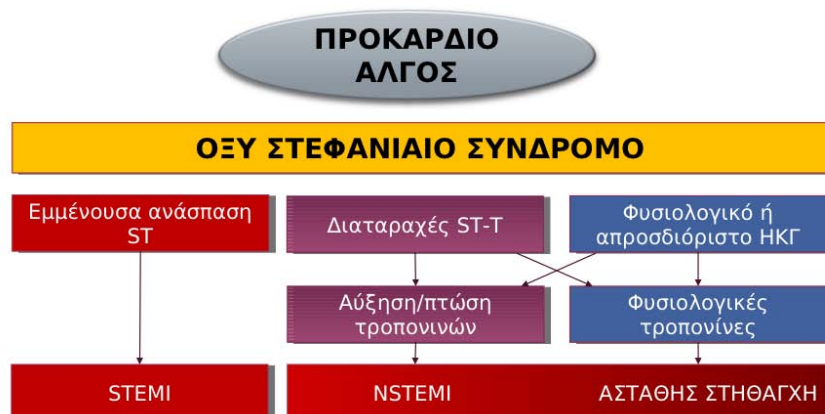 ΠΡΟΚΑΡΔΙΟ
ΑΛΓΟΣ
ΟΞΥ ΣΤΕΦΑΝΙΑΙΟ ΣΥΝΔΡΟΜΟ
Εμμένουσα ανάσπαση
ST
Διαταραχές ST-T
Φυσιολογικό ή
απροσδιόριστο ΗΚΓ
Αύξηση/πτώση
τροπονινών
Φυσιολογικές
τροπονίνες
STEMI
NSTEMI
ΑΣΤΑΘΗΣ ΣΤΗΘΑΓΧΗ